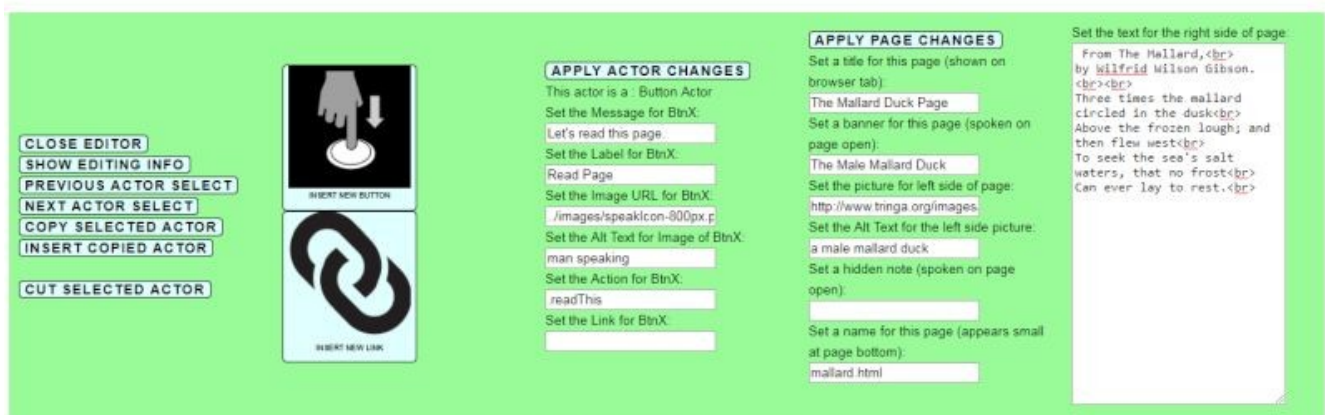 CLOSE EDITOR
SHOW EDITING INFO
PREVIOUS ACTOR SELECT
NEXT ACTOR SELECT
COPY SELECTED ACTOR
INSERT COPIED ACTOR
CUT SELECTED ACTOR
INSERT NEW BUTTON
INSERT NEW LINK
APPLY ACTOR CHANGES
This actor is a : Button Actor
Set the Message for BtnX:
Let's read this page.
Set the Label for BtnX:
Read Page
Set the Image URL for BtnX:
./images/speakIcon-800px.p
Set the Alt Text for Image of BtnX:
man speaking
Set the Action for BtnX:
.readThis
Set the Link for BtnX:
APPLY PAGE CHANGES
Set a title for this page (shown on
browser tab):
The Mallard Duck Page
Set a banner for this page (spoken on
page open):
The Male Mallard Duck
Set the picture for left side of page:
http://www.tringa.org/images
Set the Alt Text for the left side picture:
a male mallard duck
Set a hidden note (spoken on page
open):
Set a name for this page (appears small
at page bottom):
mallard.html
Set the text for the right side of page:
From The Mallard,<br>
by Wilfrid Wilson Gibson.
<br><br>
Three times the mallard
circled in the dusk<br>
Above the frozen lough; and
then flew west<br>
To seek the sea's salt
waters, that no frost<br>
Can ever lay to rest.<br>